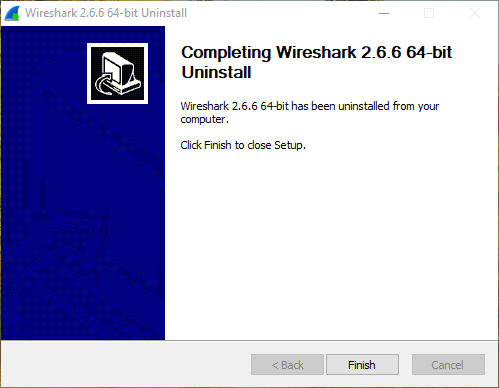 Wireshark 2.6.6 64-bit Uninstall
Completing Wireshark 2.6.6 64-bit
Uninstall
Wireshark 2.6.6 64-bit has been uninstalled from your
computer.
Click Finish to close Setup.
< Back
Finish
Cancel